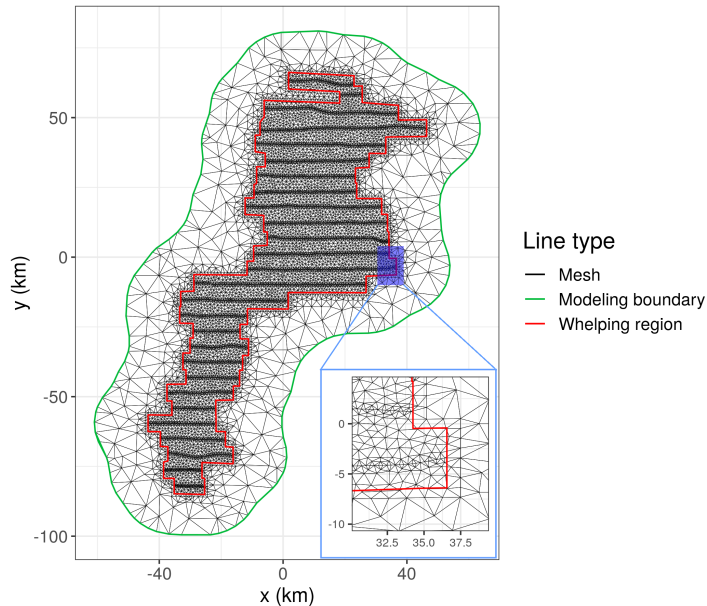 50
0
-50
-100
-40
0
40
x (km)
y (km)
Line type
Mesh
Modeling boundary
Whelping region
0
-5
-10
32.5
35.0
37.5